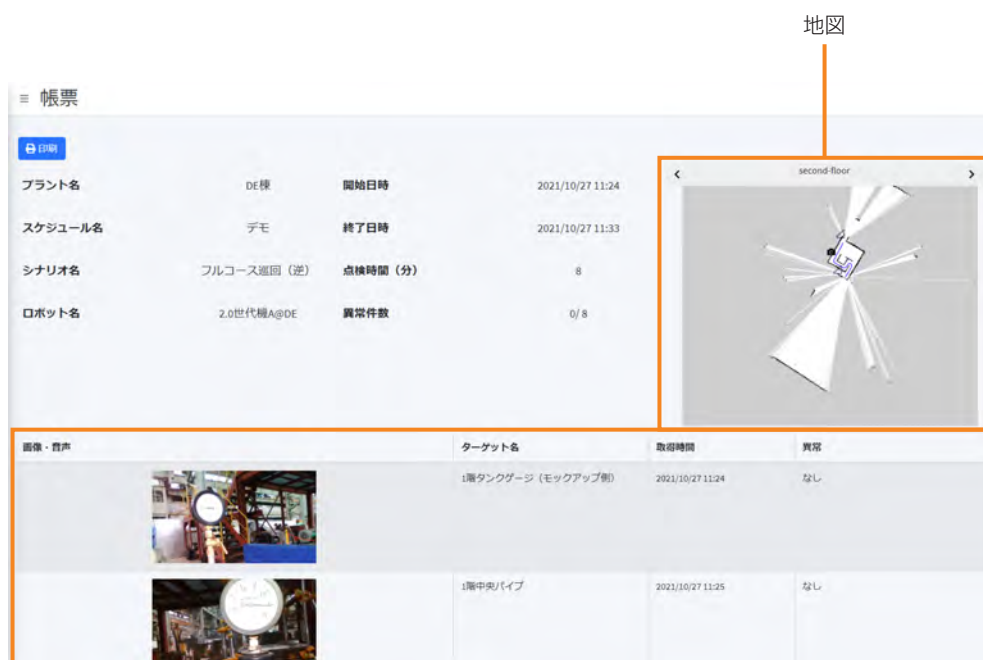 地図
≡ 帳票
印刷
プラント名 DE棟 開始日時 2021/10/27 11:24
スケジュール名 デモ 終了日時 2021/10/27 11:33
シナリオ名 フルコース巡回（逆） 点検時間（分） 8
ロボット名 2.0世代機A@DE 異常件数 0/ 8
‹ second-floor ›
画像・音声 ターゲット名 取得時間 異常
1階タンクゲージ（モックアップ側） 2021/10/27 11:24 なし
1階中央パイプ 2021/10/27 11:25 なし